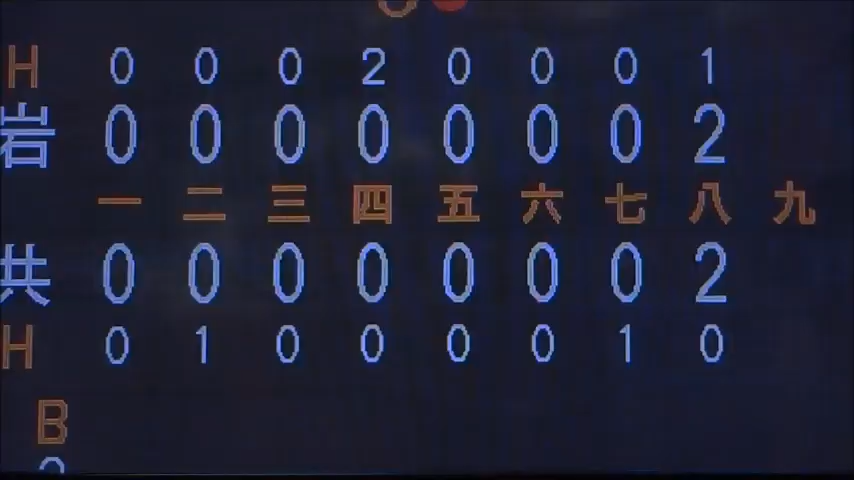 H 0 0 0 2 0 0 0 1
岩 0 0 0 0 0 0 0 2
一 二 三 四 五 六 七 八 九
共 0 0 0 0 0 0 0 2
H 0 1 0 0 0 0 1 0
B